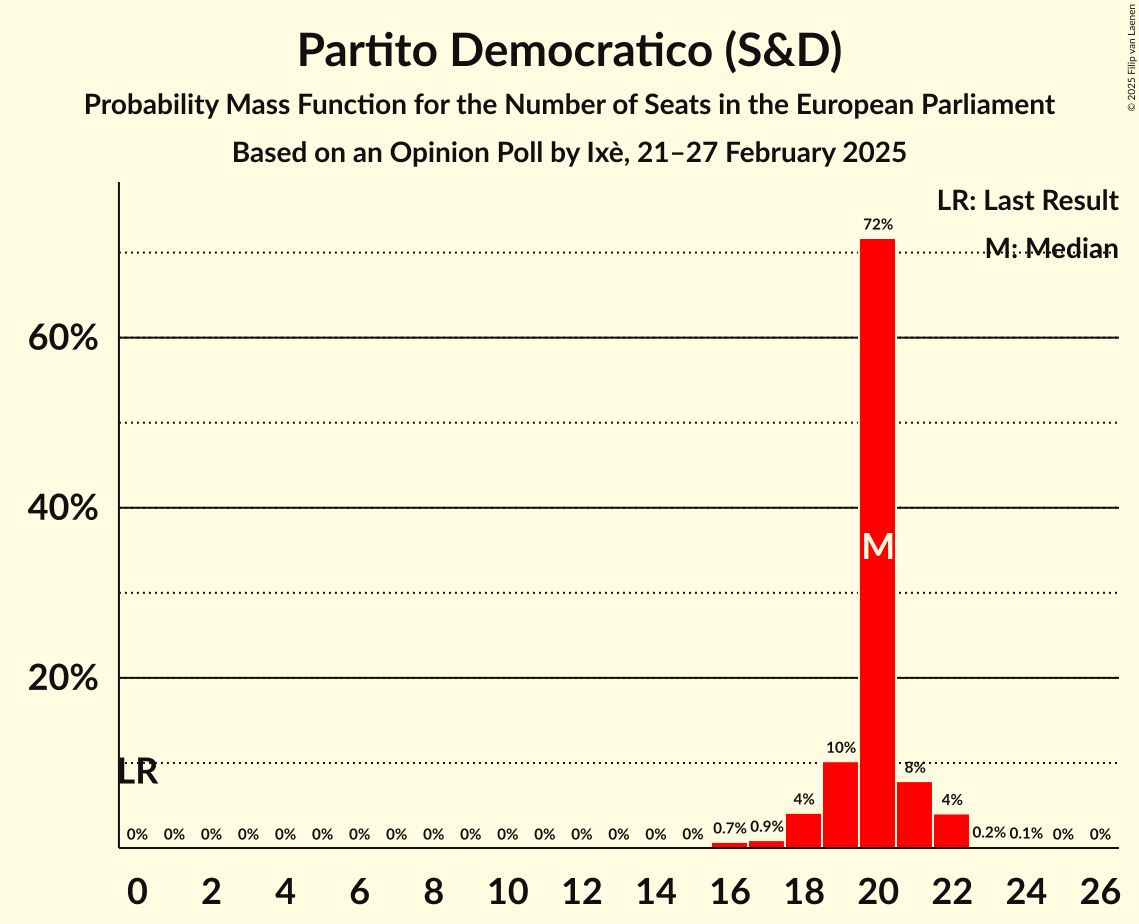 Partito Democratico (S&D)
Probability Mass Function for the Number of Seats in the European Parliament
Based on an Opinion Poll by Ixè, 21–27 February 2025
© 2025 Filip van Laenen
LR: Last Result
M: Median
72%
60%
40%
M
20%
10%
LR
8%
4% 4%
0% 0% 0% 0% 0% 0% 0% 0% 0% 0% 0% 0% 0% 0% 0% 0% 0.7% 0.9% 0.2% 0.1% 0% 0%
0 2 4 6 8 10 12 14 16 18 20 22 24 26